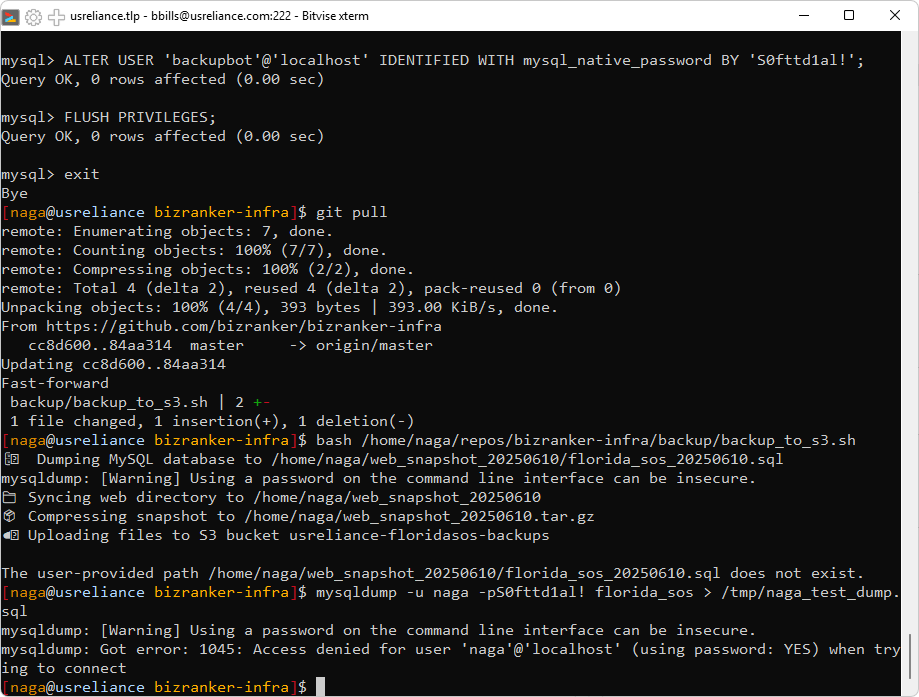 usreliance.tlp - bbills@usreliance.com:222 - Bitvise xterm
mysql> ALTER USER 'backupbot'@'localhost' IDENTIFIED WITH mysql_native_password BY 'S0fttd1al!';
Query OK, 0 rows affected (0.00 sec)
mysql> FLUSH PRIVILEGES;
Query OK, 0 rows affected (0.00 sec)
mysql> exit
Bye
[naga@usreliance bizranker-infra]$ git pull
remote: Enumerating objects: 7, done.
remote: Counting objects: 100% (7/7), done.
remote: Compressing objects: 100% (2/2), done.
remote: Total 4 (delta 2), reused 4 (delta 2), pack-reused 0 (from 0)
Unpacking objects: 100% (4/4), 393 bytes | 393.00 KiB/s, done.
From https://github.com/bizranker/bizranker-infra
   cc8d600..84aa314  master     -> origin/master
Updating cc8d600..84aa314
Fast-forward
 backup/backup_to_s3.sh | 2 +-
 1 file changed, 1 insertion(+), 1 deletion(-)
[naga@usreliance bizranker-infra]$ bash /home/naga/repos/bizranker-infra/backup/backup_to_s3.sh
Dumping MySQL database to /home/naga/web_snapshot_20250610/florida_sos_20250610.sql
mysqldump: [Warning] Using a password on the command line interface can be insecure.
Syncing web directory to /home/naga/web_snapshot_20250610
Compressing snapshot to /home/naga/web_snapshot_20250610.tar.gz
Uploading files to S3 bucket usreliance-floridasos-backups
The user-provided path /home/naga/web_snapshot_20250610/florida_sos_20250610.sql does not exist.
[naga@usreliance bizranker-infra]$ mysqldump -u naga -pS0fttd1al! florida_sos > /tmp/naga_test_dump.
sql
mysqldump: [Warning] Using a password on the command line interface can be insecure.
mysqldump: Got error: 1045: Access denied for user 'naga'@'localhost' (using password: YES) when try
ing to connect
[naga@usreliance bizranker-infra]$